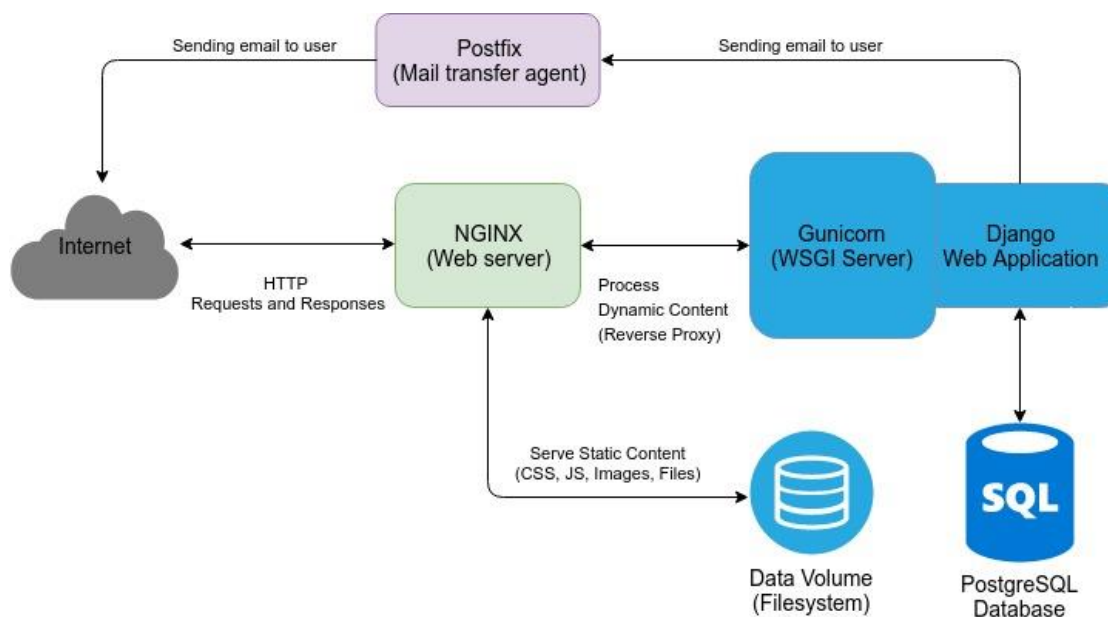 Sending email to user
Postfix
(Mail transfer agent)
Sending email to user
Internet
NGINX
(Web server)
Gunicorn
(WSGI Server)
Django
Web Application
HTTP
Requests and Responses
Process
Dynamic Content
(Reverse Proxy)
Serve Static Content
(CSS, JS, Images, Files)
SQL
Data Volume
(Filesystem)
PostgreSQL
Database